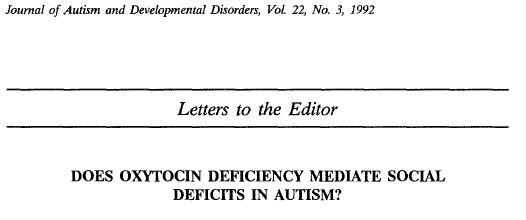 Journal of Autism and Developmental Disorders, Vol. 22, No. 3, 1992
Letters to the Editor
DOES OXYTOCIN DEFICIENCY MEDIATE SOCIAL
DEFICITS IN AUTISM?